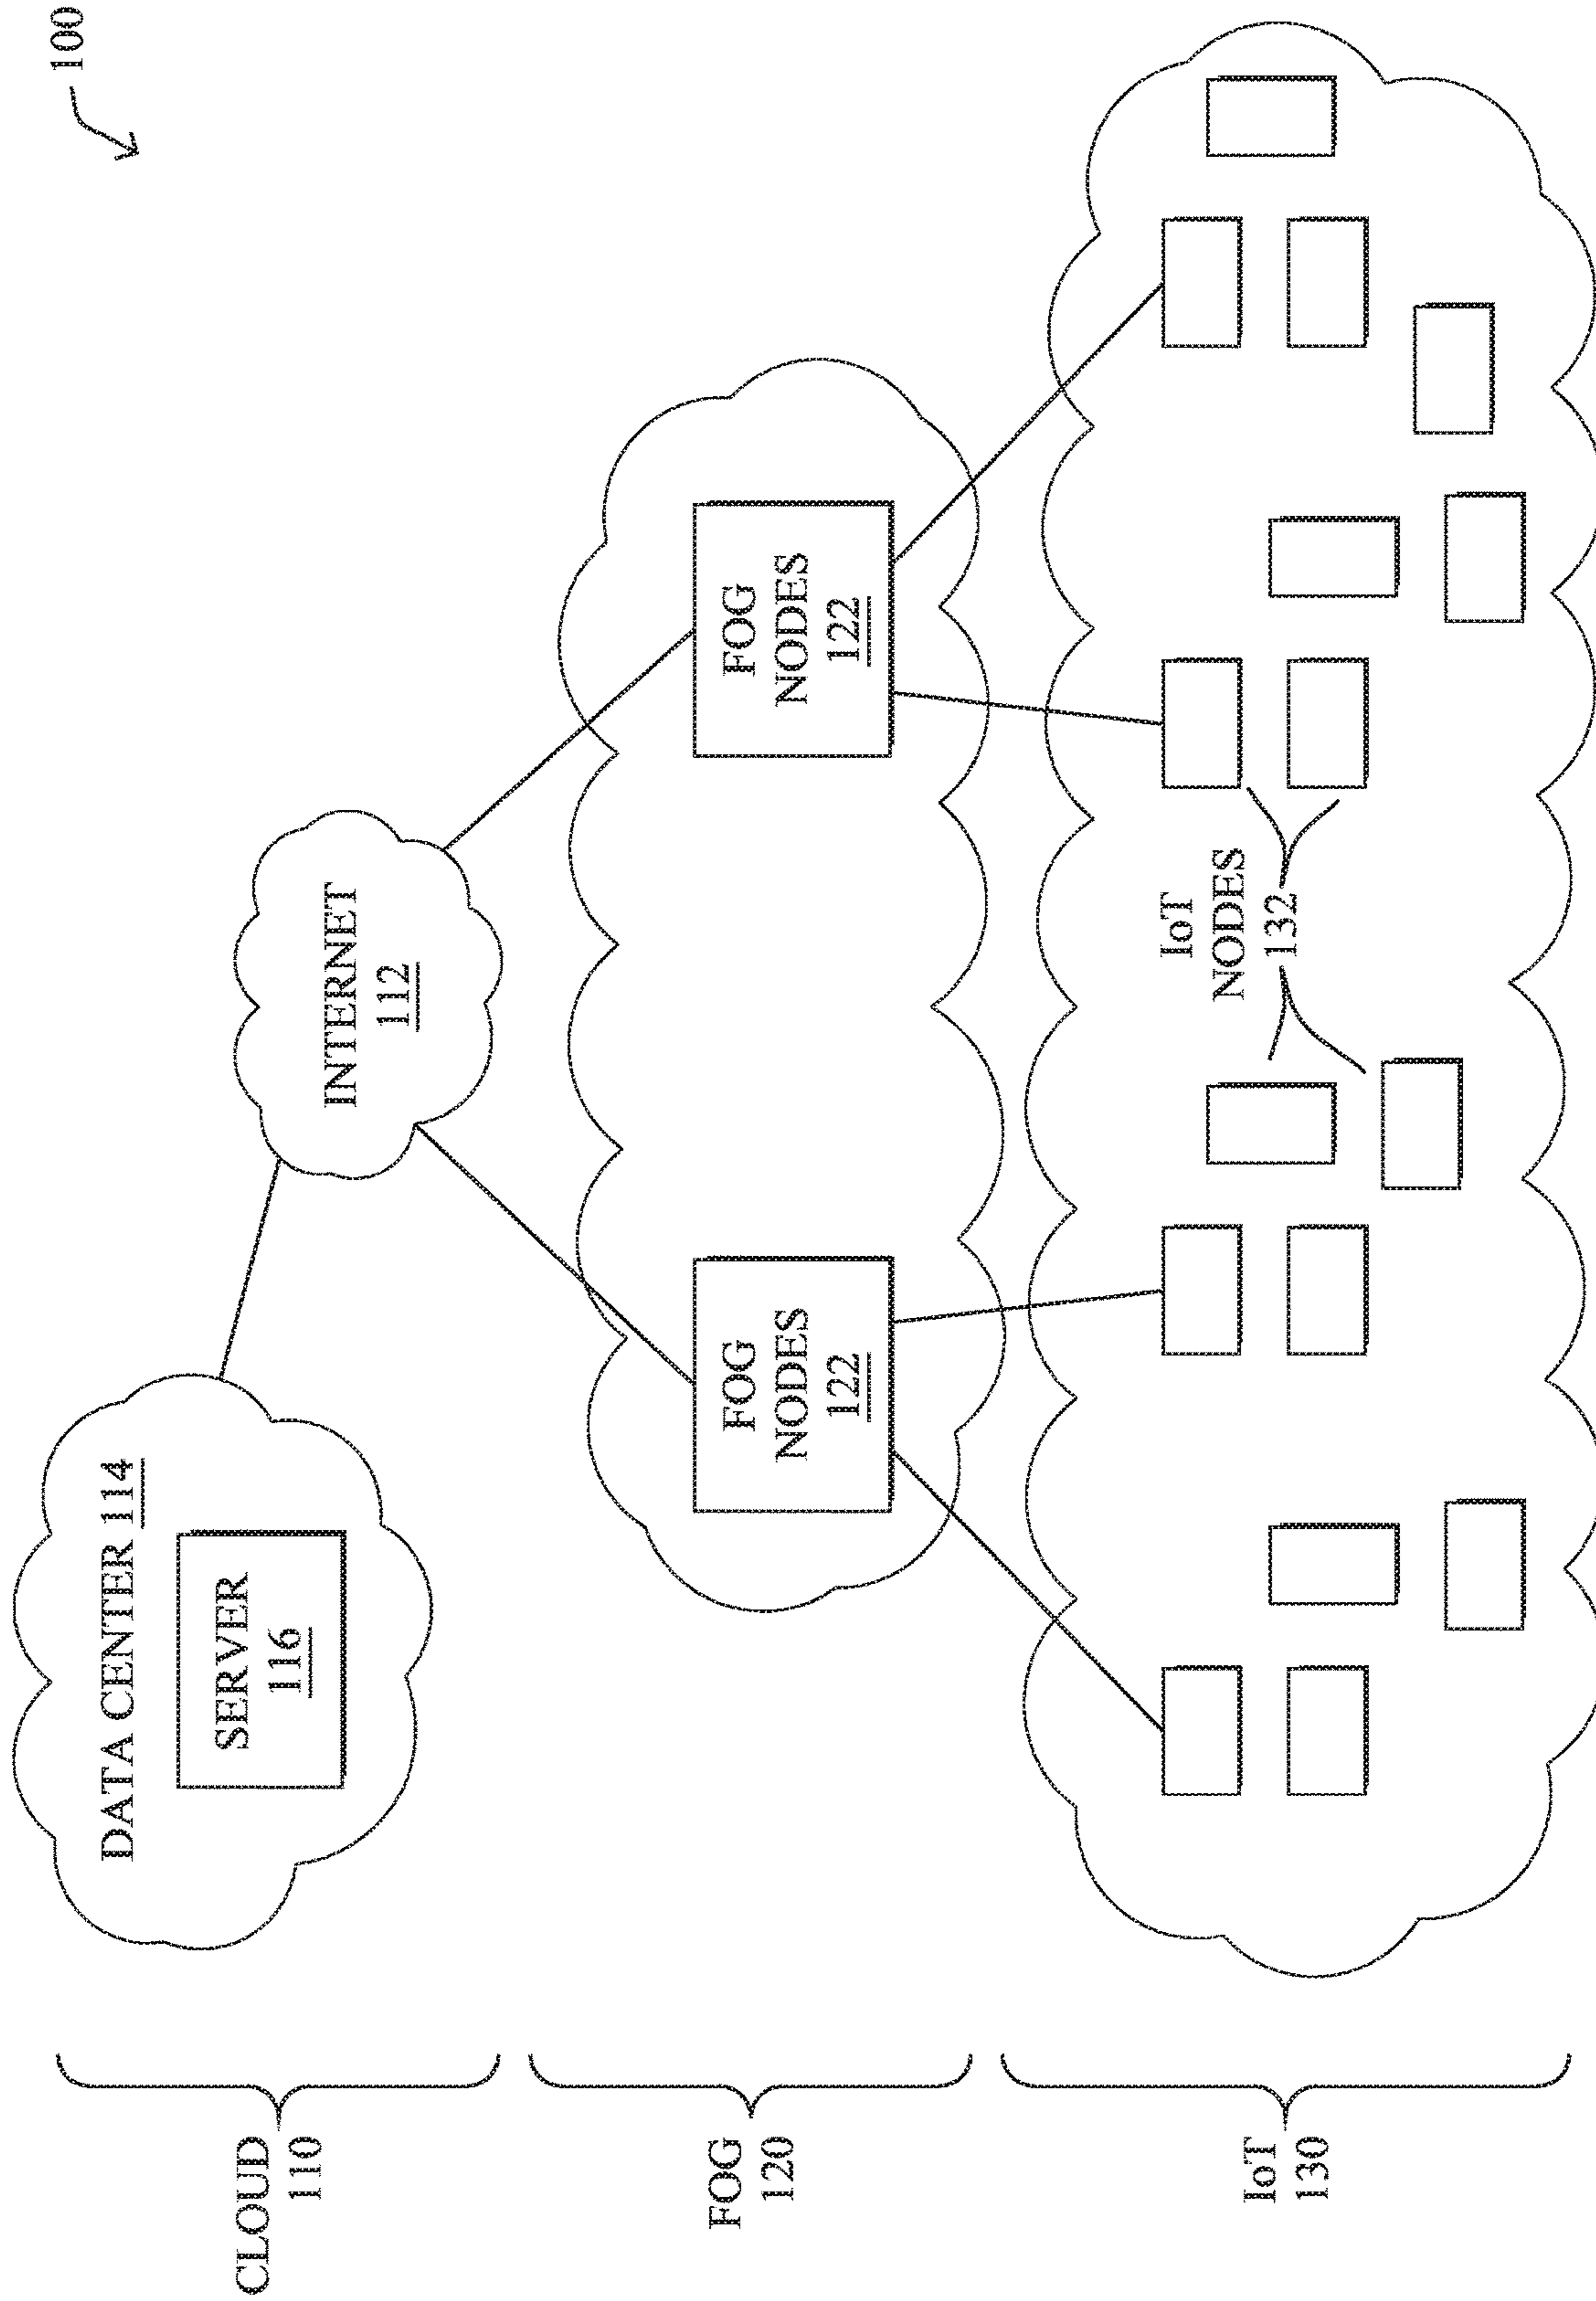 100
CLOUD
110
DATA CENTER 114
SERVER
116
INTERNET
112
FOG
120
FOG
NODES
122
FOG
NODES
122
IoT
130
IoT
NODES
132